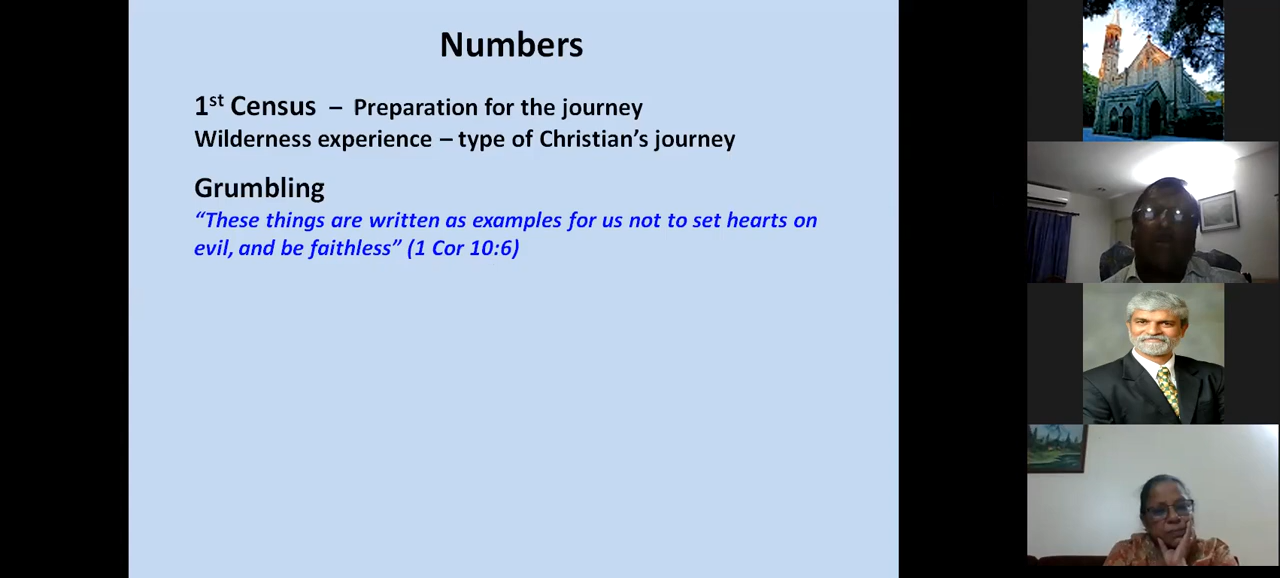 Numbers
1st Census – Preparation for the journey
Wilderness experience – type of Christian’s journey
Grumbling
“These things are written as examples for us not to set hearts on
evil, and be faithless” (1 Cor 10:6)